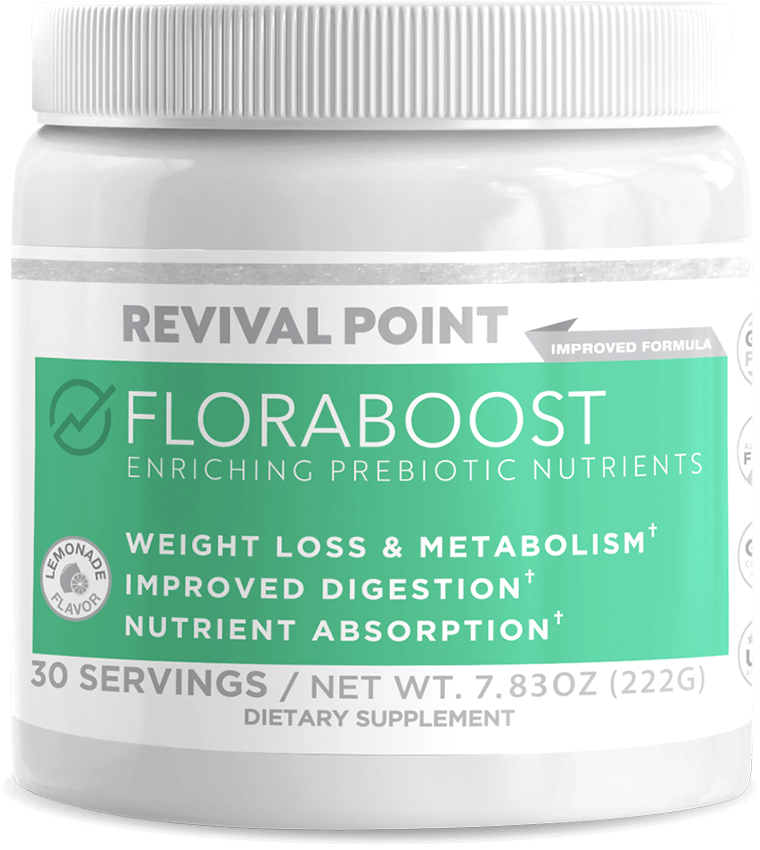 REVIVAL POINT
IMPROVED FORMULA
FLORABOOST
ENRICHING PREBIOTIC NUTRIENTS
LEMONADE
FLAVOR
WEIGHT LOSS & METABOLISM†
IMPROVED DIGESTION†
NUTRIENT ABSORPTION†
30 SERVINGS / NET WT. 7.83OZ (222G)
DIETARY SUPPLEMENT